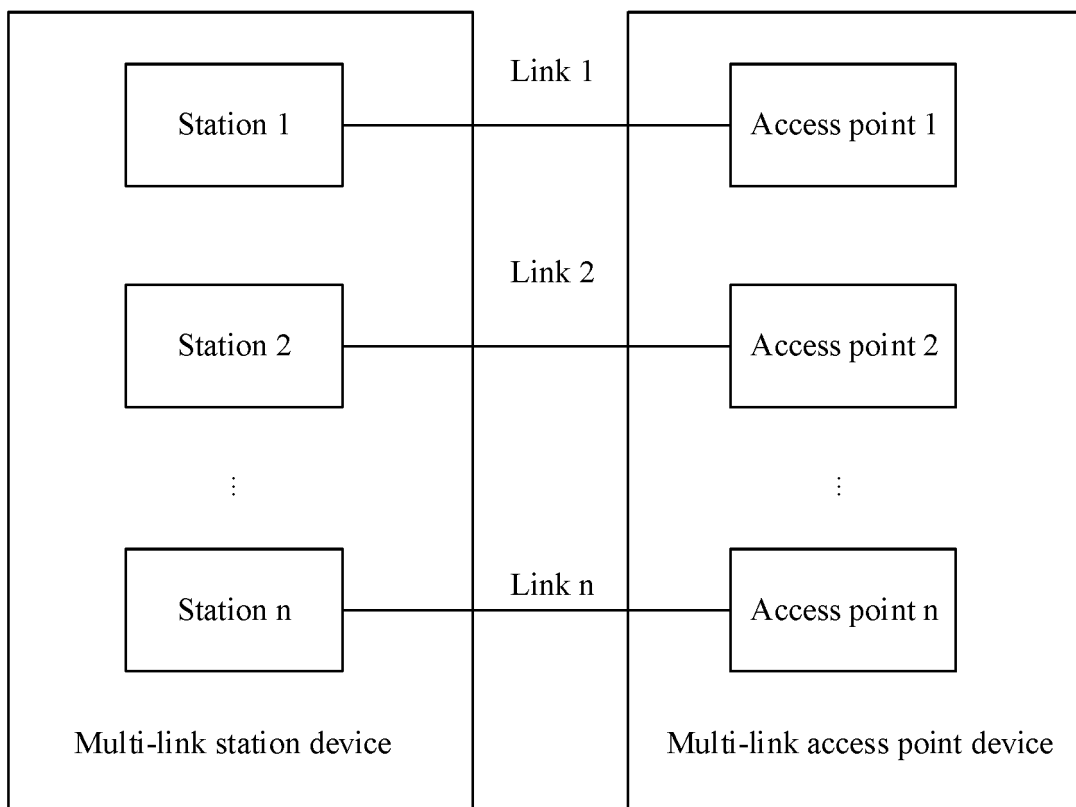 Link 1
Station 1
Access point 1
Link 2
Station 2
Access point 2
⋮
⋮
Link n
Station n
Access point n
Multi-link station device
Multi-link access point device